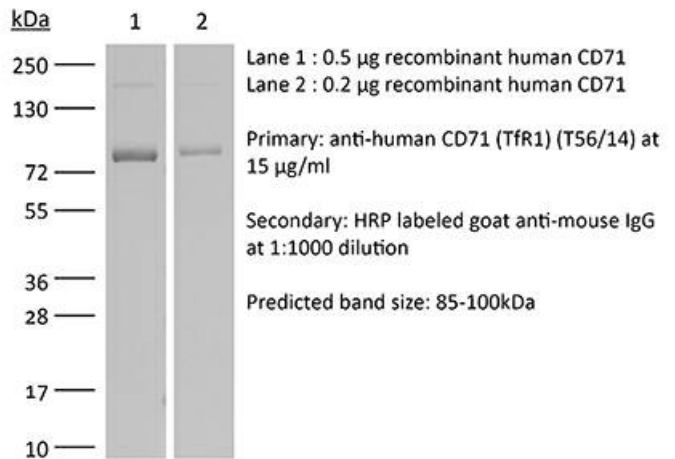 kDa
1 2
250
130
72
55
36
28
17
10
Lane 1 : 0.5 µg recombinant human CD71
Lane 2 : 0.2 µg recombinant human CD71
Primary: anti-human CD71 (TfR1) (T56/14) at
15 µg/ml
Secondary: HRP labeled goat anti-mouse IgG
at 1:1000 dilution
Predicted band size: 85-100kDa